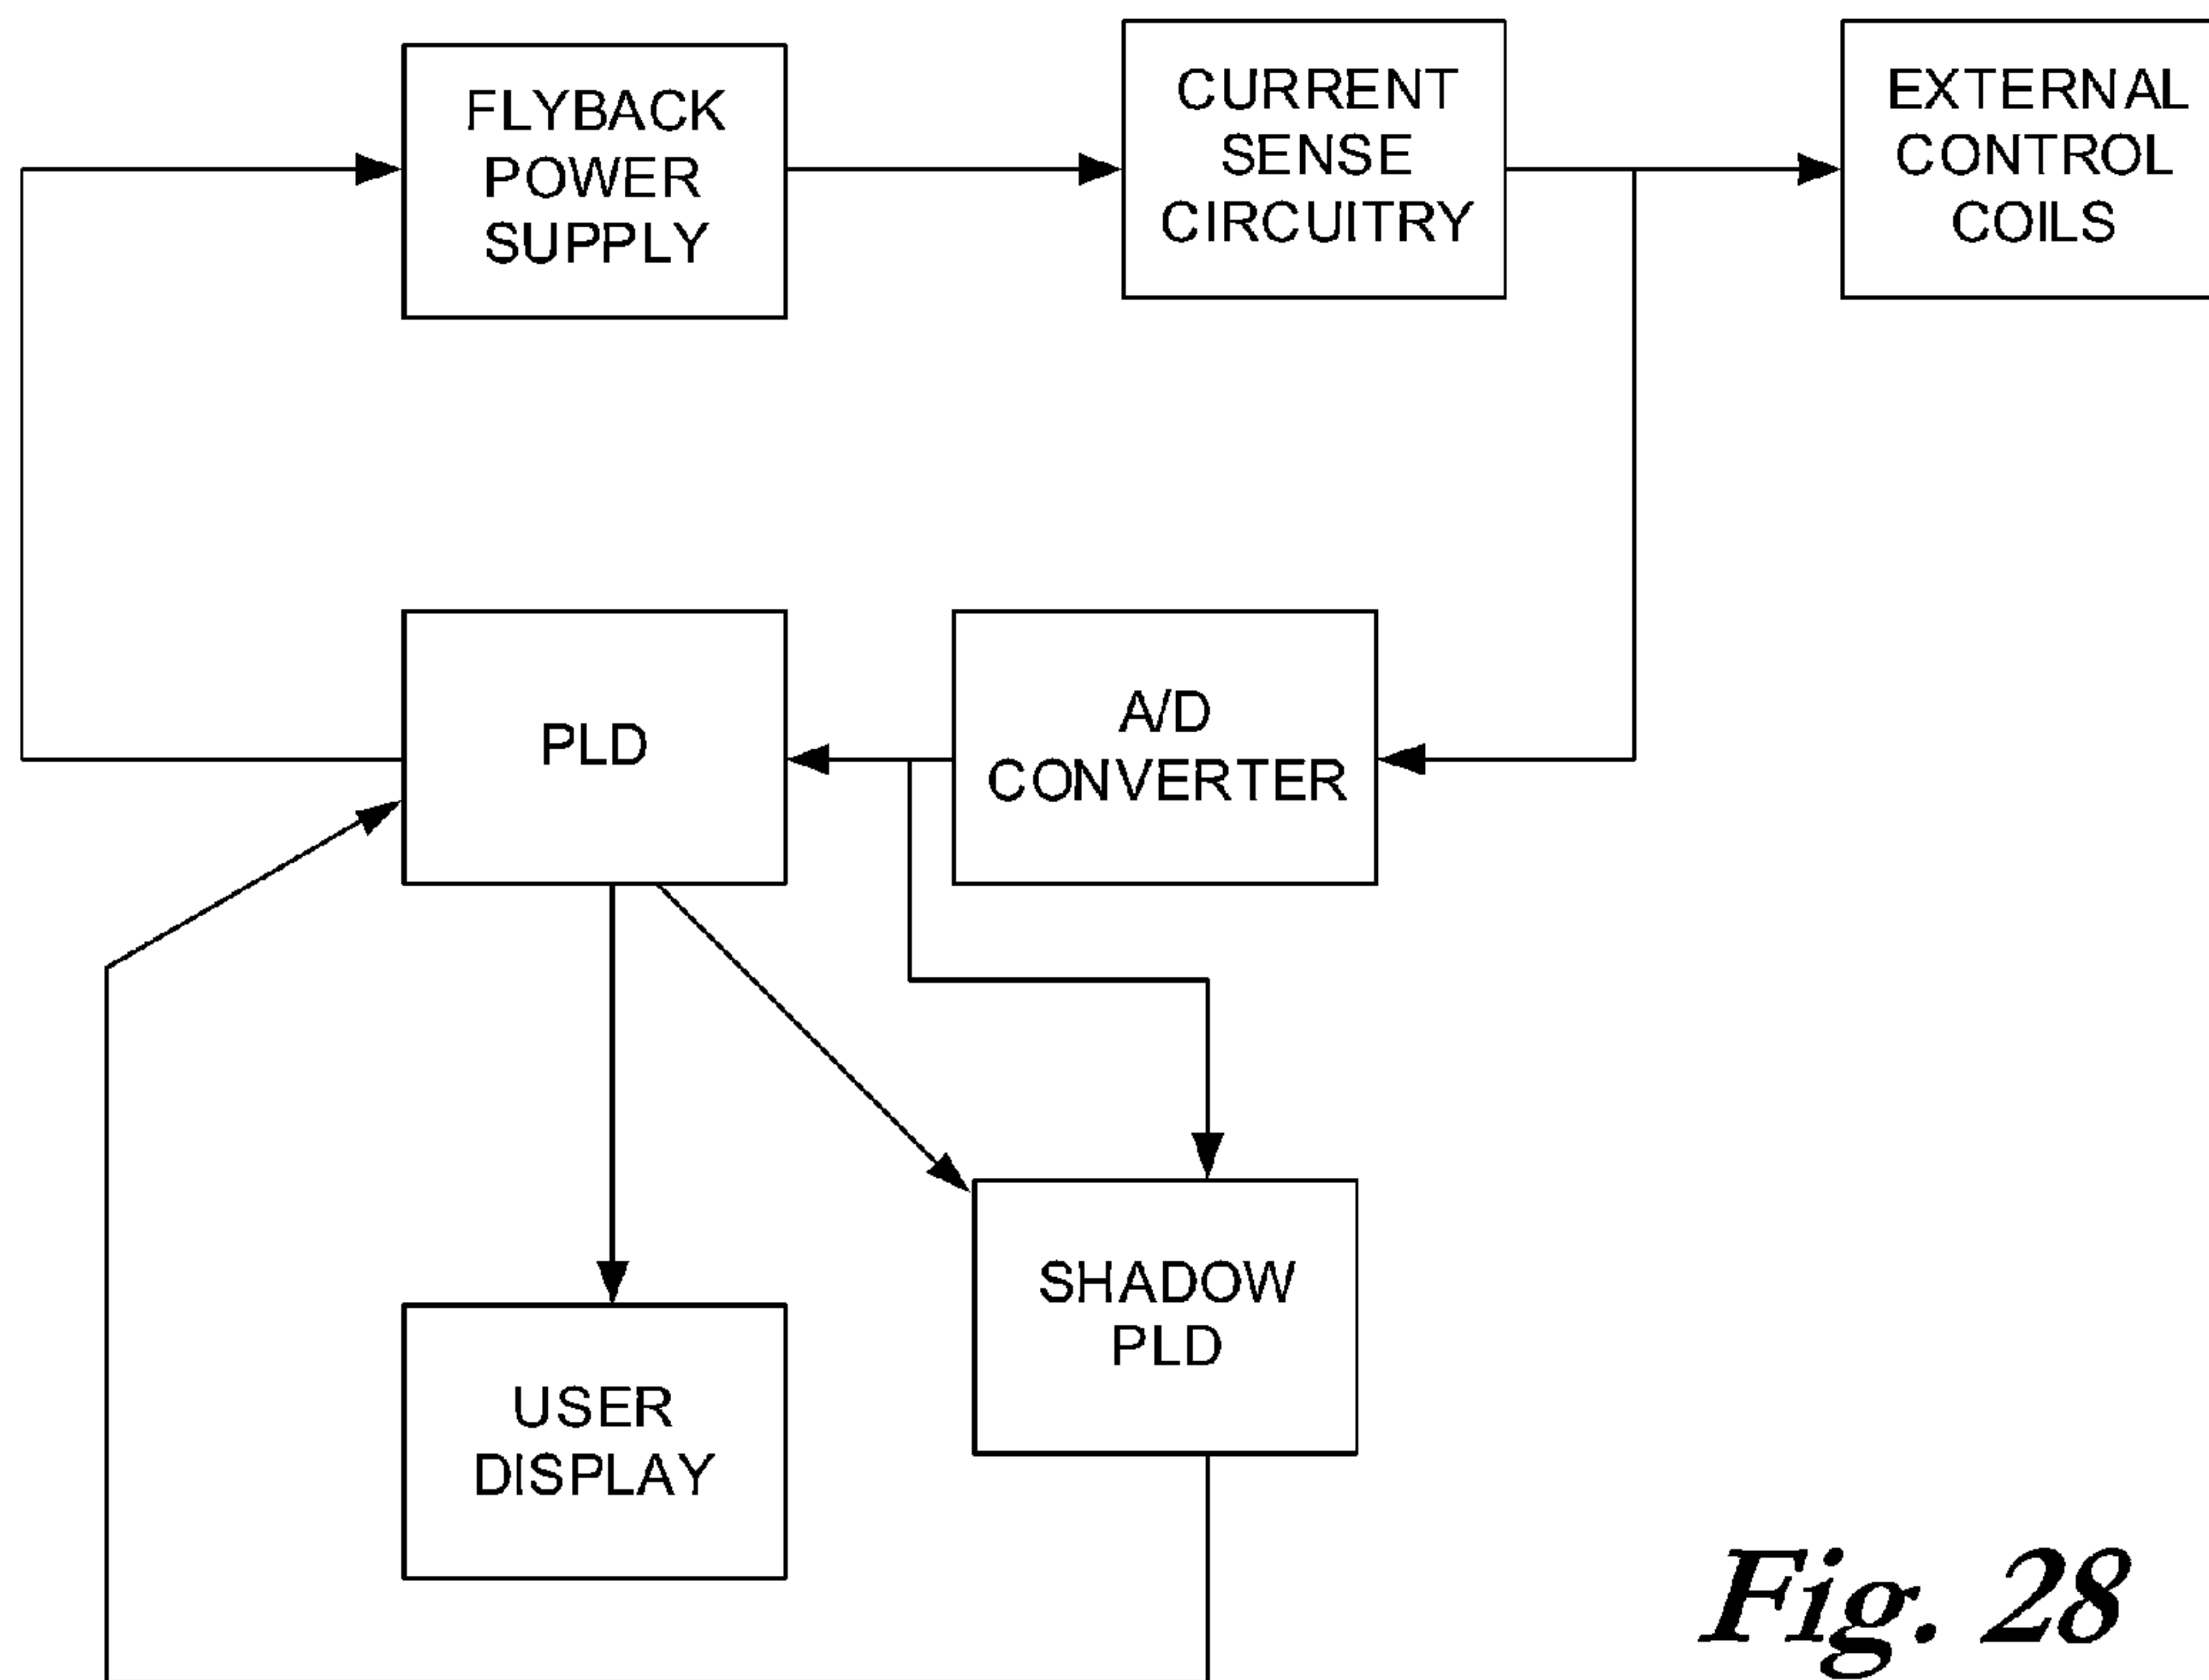 FLYBACK
POWER
SUPPLY
CURRENT
SENSE
CIRCUITRY
EXTERNAL
CONTROL
COILS
PLD
A/D
CONVERTER
SHADOW
PLD
USER
DISPLAY
Fig. 28